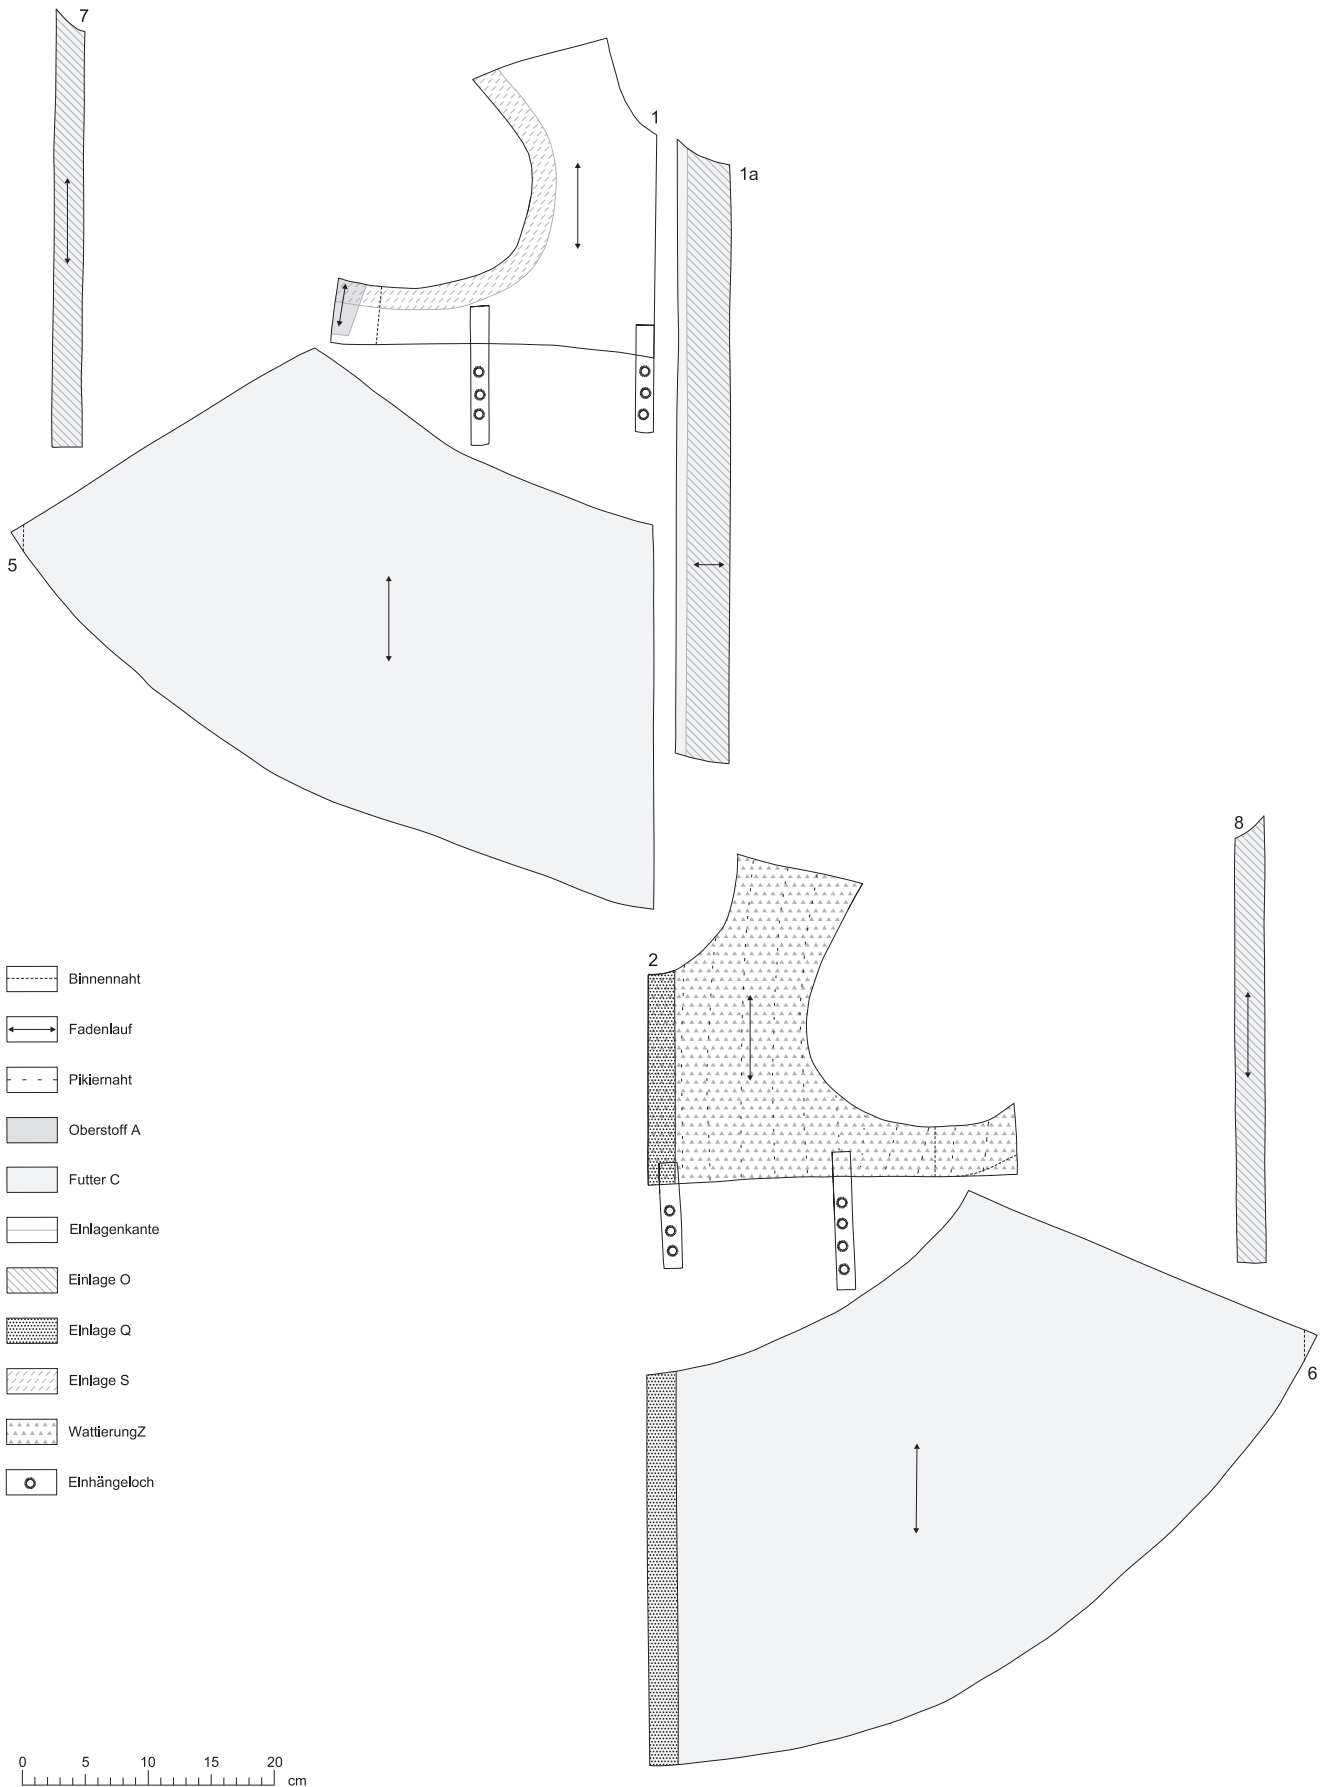 7
1
1a
5
8
2
6
Binnennaht
Fadenlauf
Pikiernaht
Oberstoff A
Futter C
EInlagenkante
Einlage O
EInlage Q
EInlage S
WattierungZ
EInhängeloch
0 5 10 15 20
cm